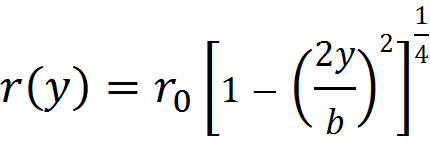 r(y) = r₀ [1 − (2y/b)²]^(1/4)